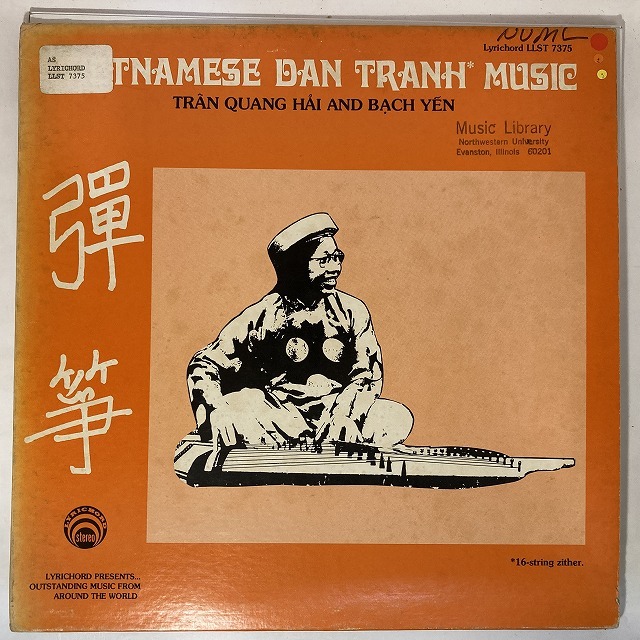 Lyrichord LLST 7375
AS
LYRICHORD
LLST 7375
TNAMESE DAN TRANH* MUSIC
TRÂN QUANG HẢI AND BẠCH YẾN
Music Library
Northwestern University
Evanston, Illinois 60201
彈
箏
LYRICHORD
stereo
*16-string zither.
LYRICHORD PRESENTS...
OUTSTANDING MUSIC FROM
AROUND THE WORLD